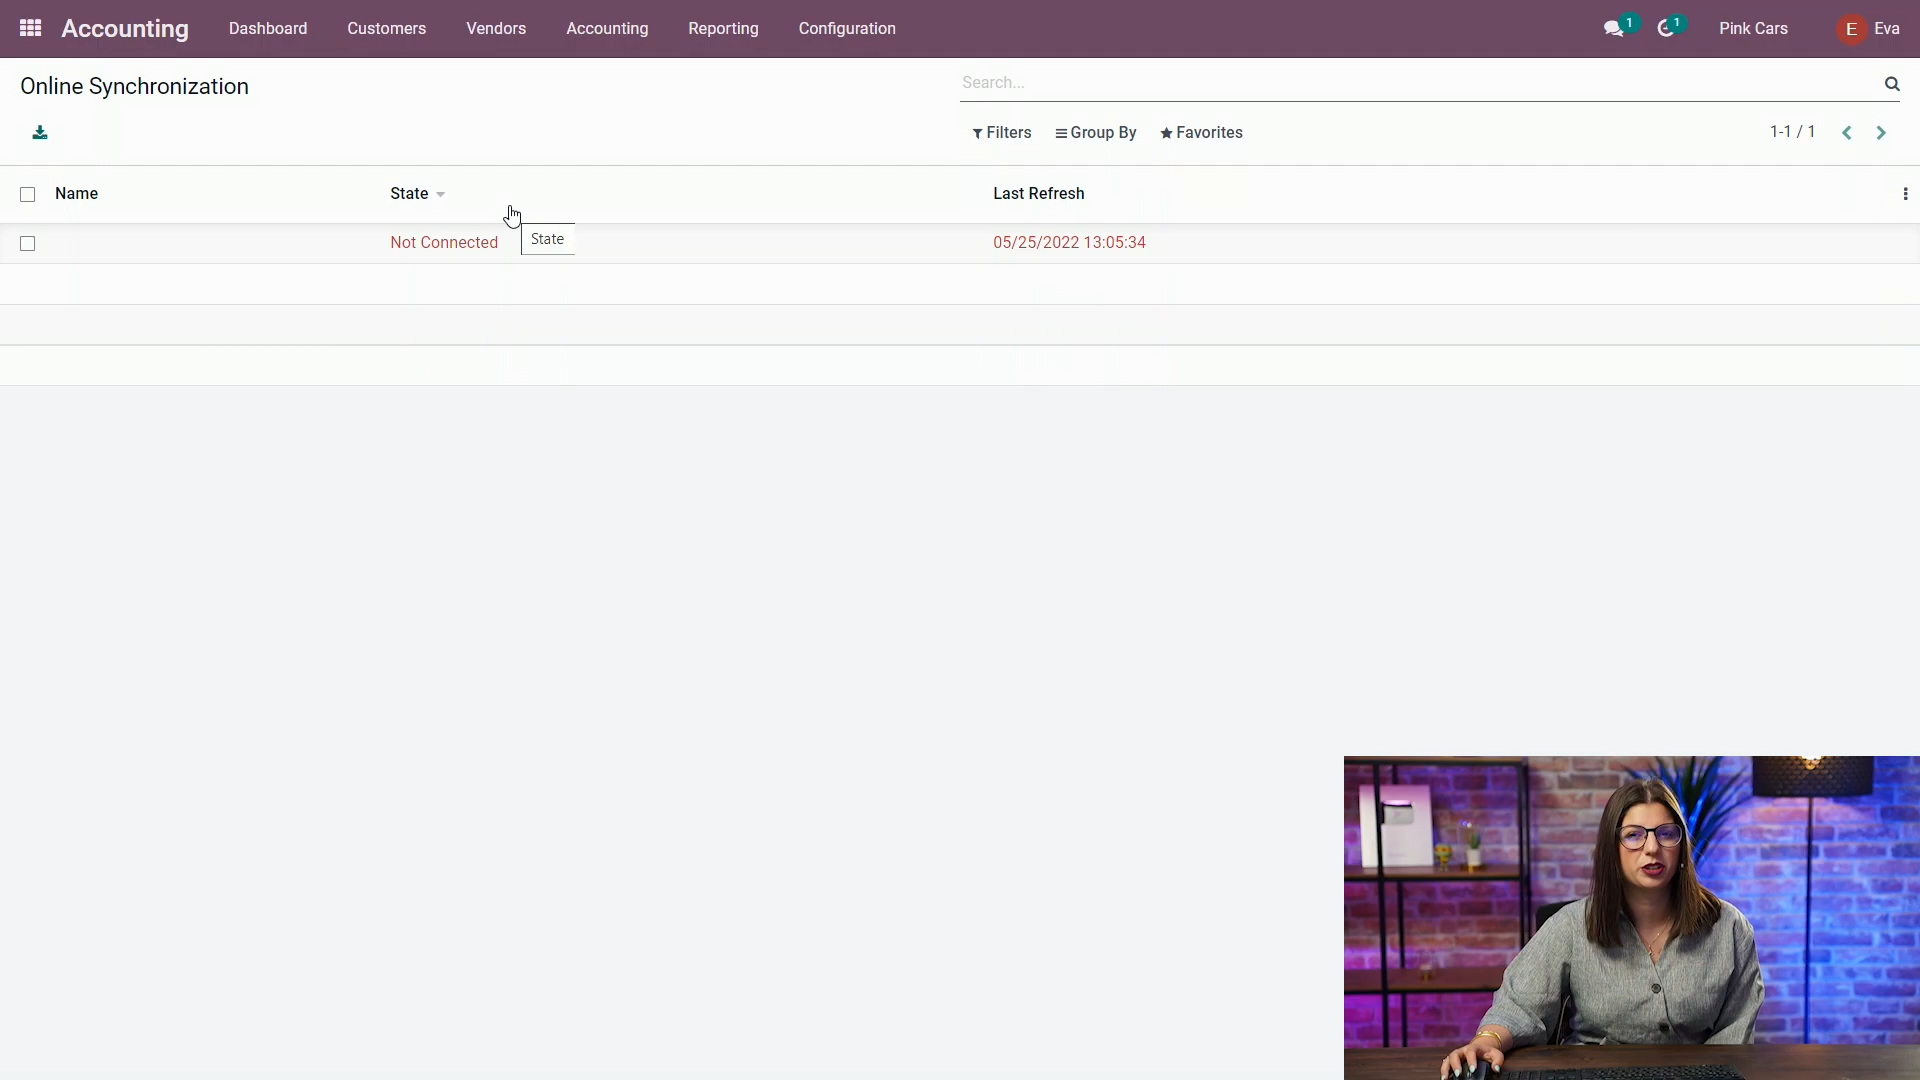 Accounting Dashboard Customers Vendors Accounting Reporting Configuration 1 1 Pink Cars E Eva
Online Synchronization
Search...
Filters Group By Favorites 1-1 / 1
Name State Last Refresh
Not Connected State 05/25/2022 13:05:34